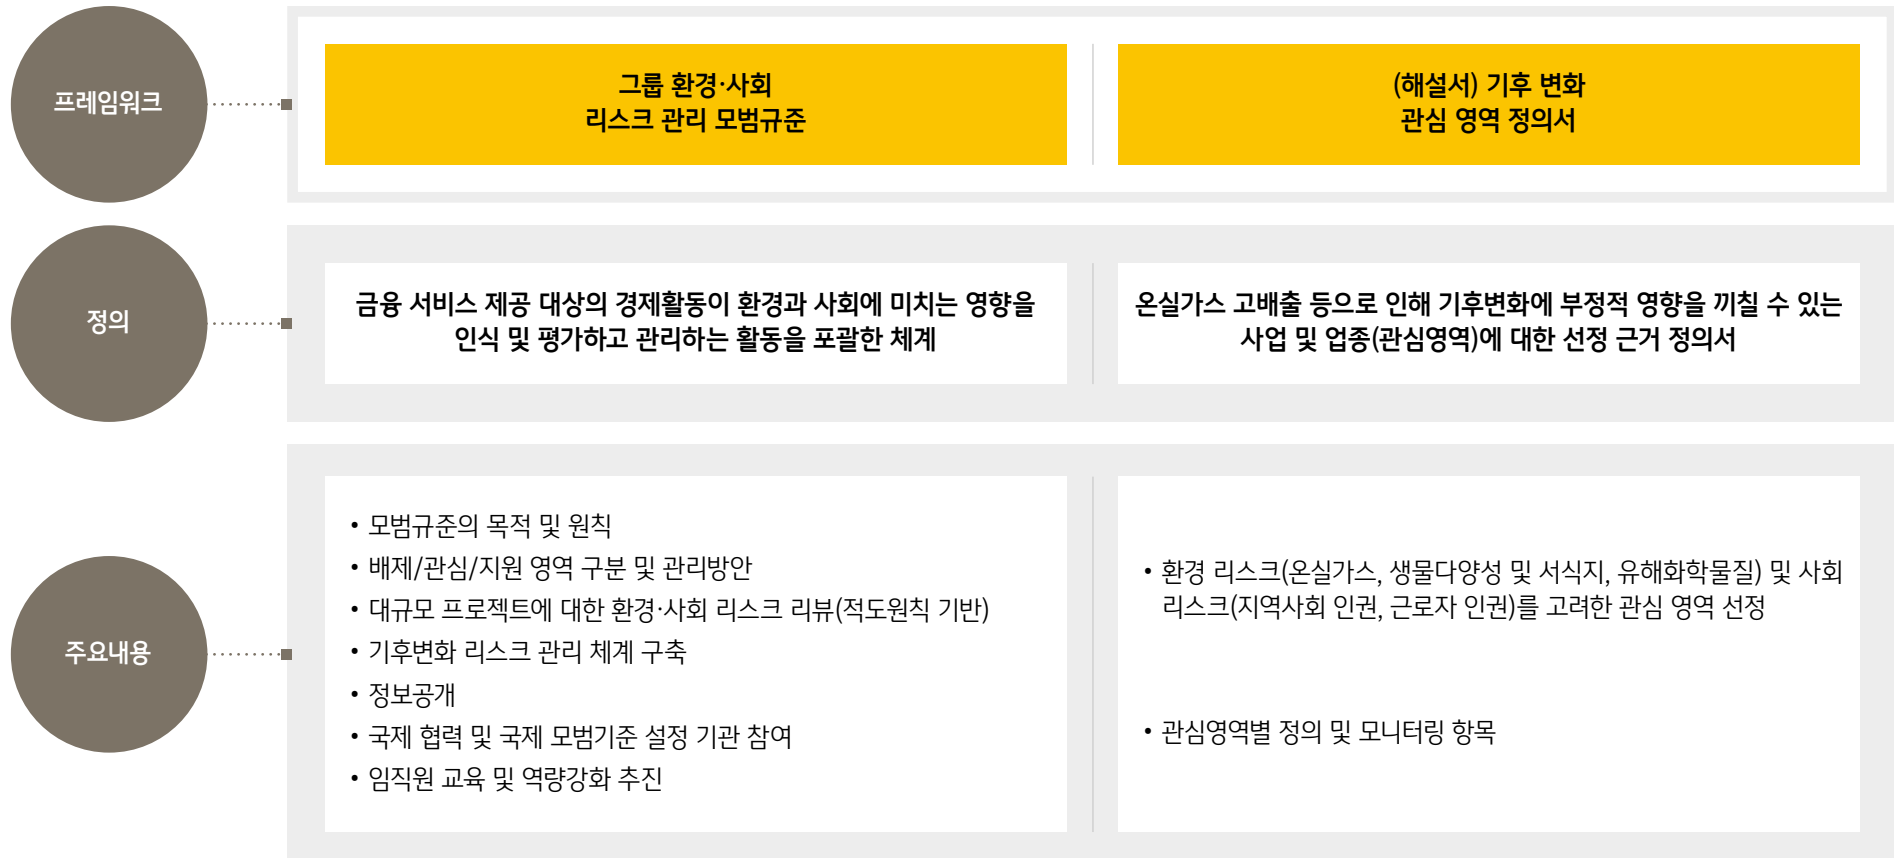 프레임워크
그룹 환경·사회
리스크 관리 모범규준
(해설서) 기후 변화
관심 영역 정의서
정의
금융 서비스 제공 대상의 경제활동이 환경과 사회에 미치는 영향을
인식 및 평가하고 관리하는 활동을 포괄한 체계
온실가스 고배출 등으로 인해 기후변화에 부정적 영향을 끼칠 수 있는
사업 및 업종(관심영역)에 대한 선정 근거 정의서
주요내용
• 모범규준의 목적 및 원칙
• 배제/관심/지원 영역 구분 및 관리방안
• 대규모 프로젝트에 대한 환경·사회 리스크 리뷰(적도원칙 기반)
• 기후변화 리스크 관리 체계 구축
• 정보공개
• 국제 협력 및 국제 모범기준 설정 기관 참여
• 임직원 교육 및 역량강화 추진
• 환경 리스크(온실가스, 생물다양성 및 서식지, 유해화학물질) 및 사회
리스크(지역사회 인권, 근로자 인권)를 고려한 관심 영역 선정
• 관심영역별 정의 및 모니터링 항목